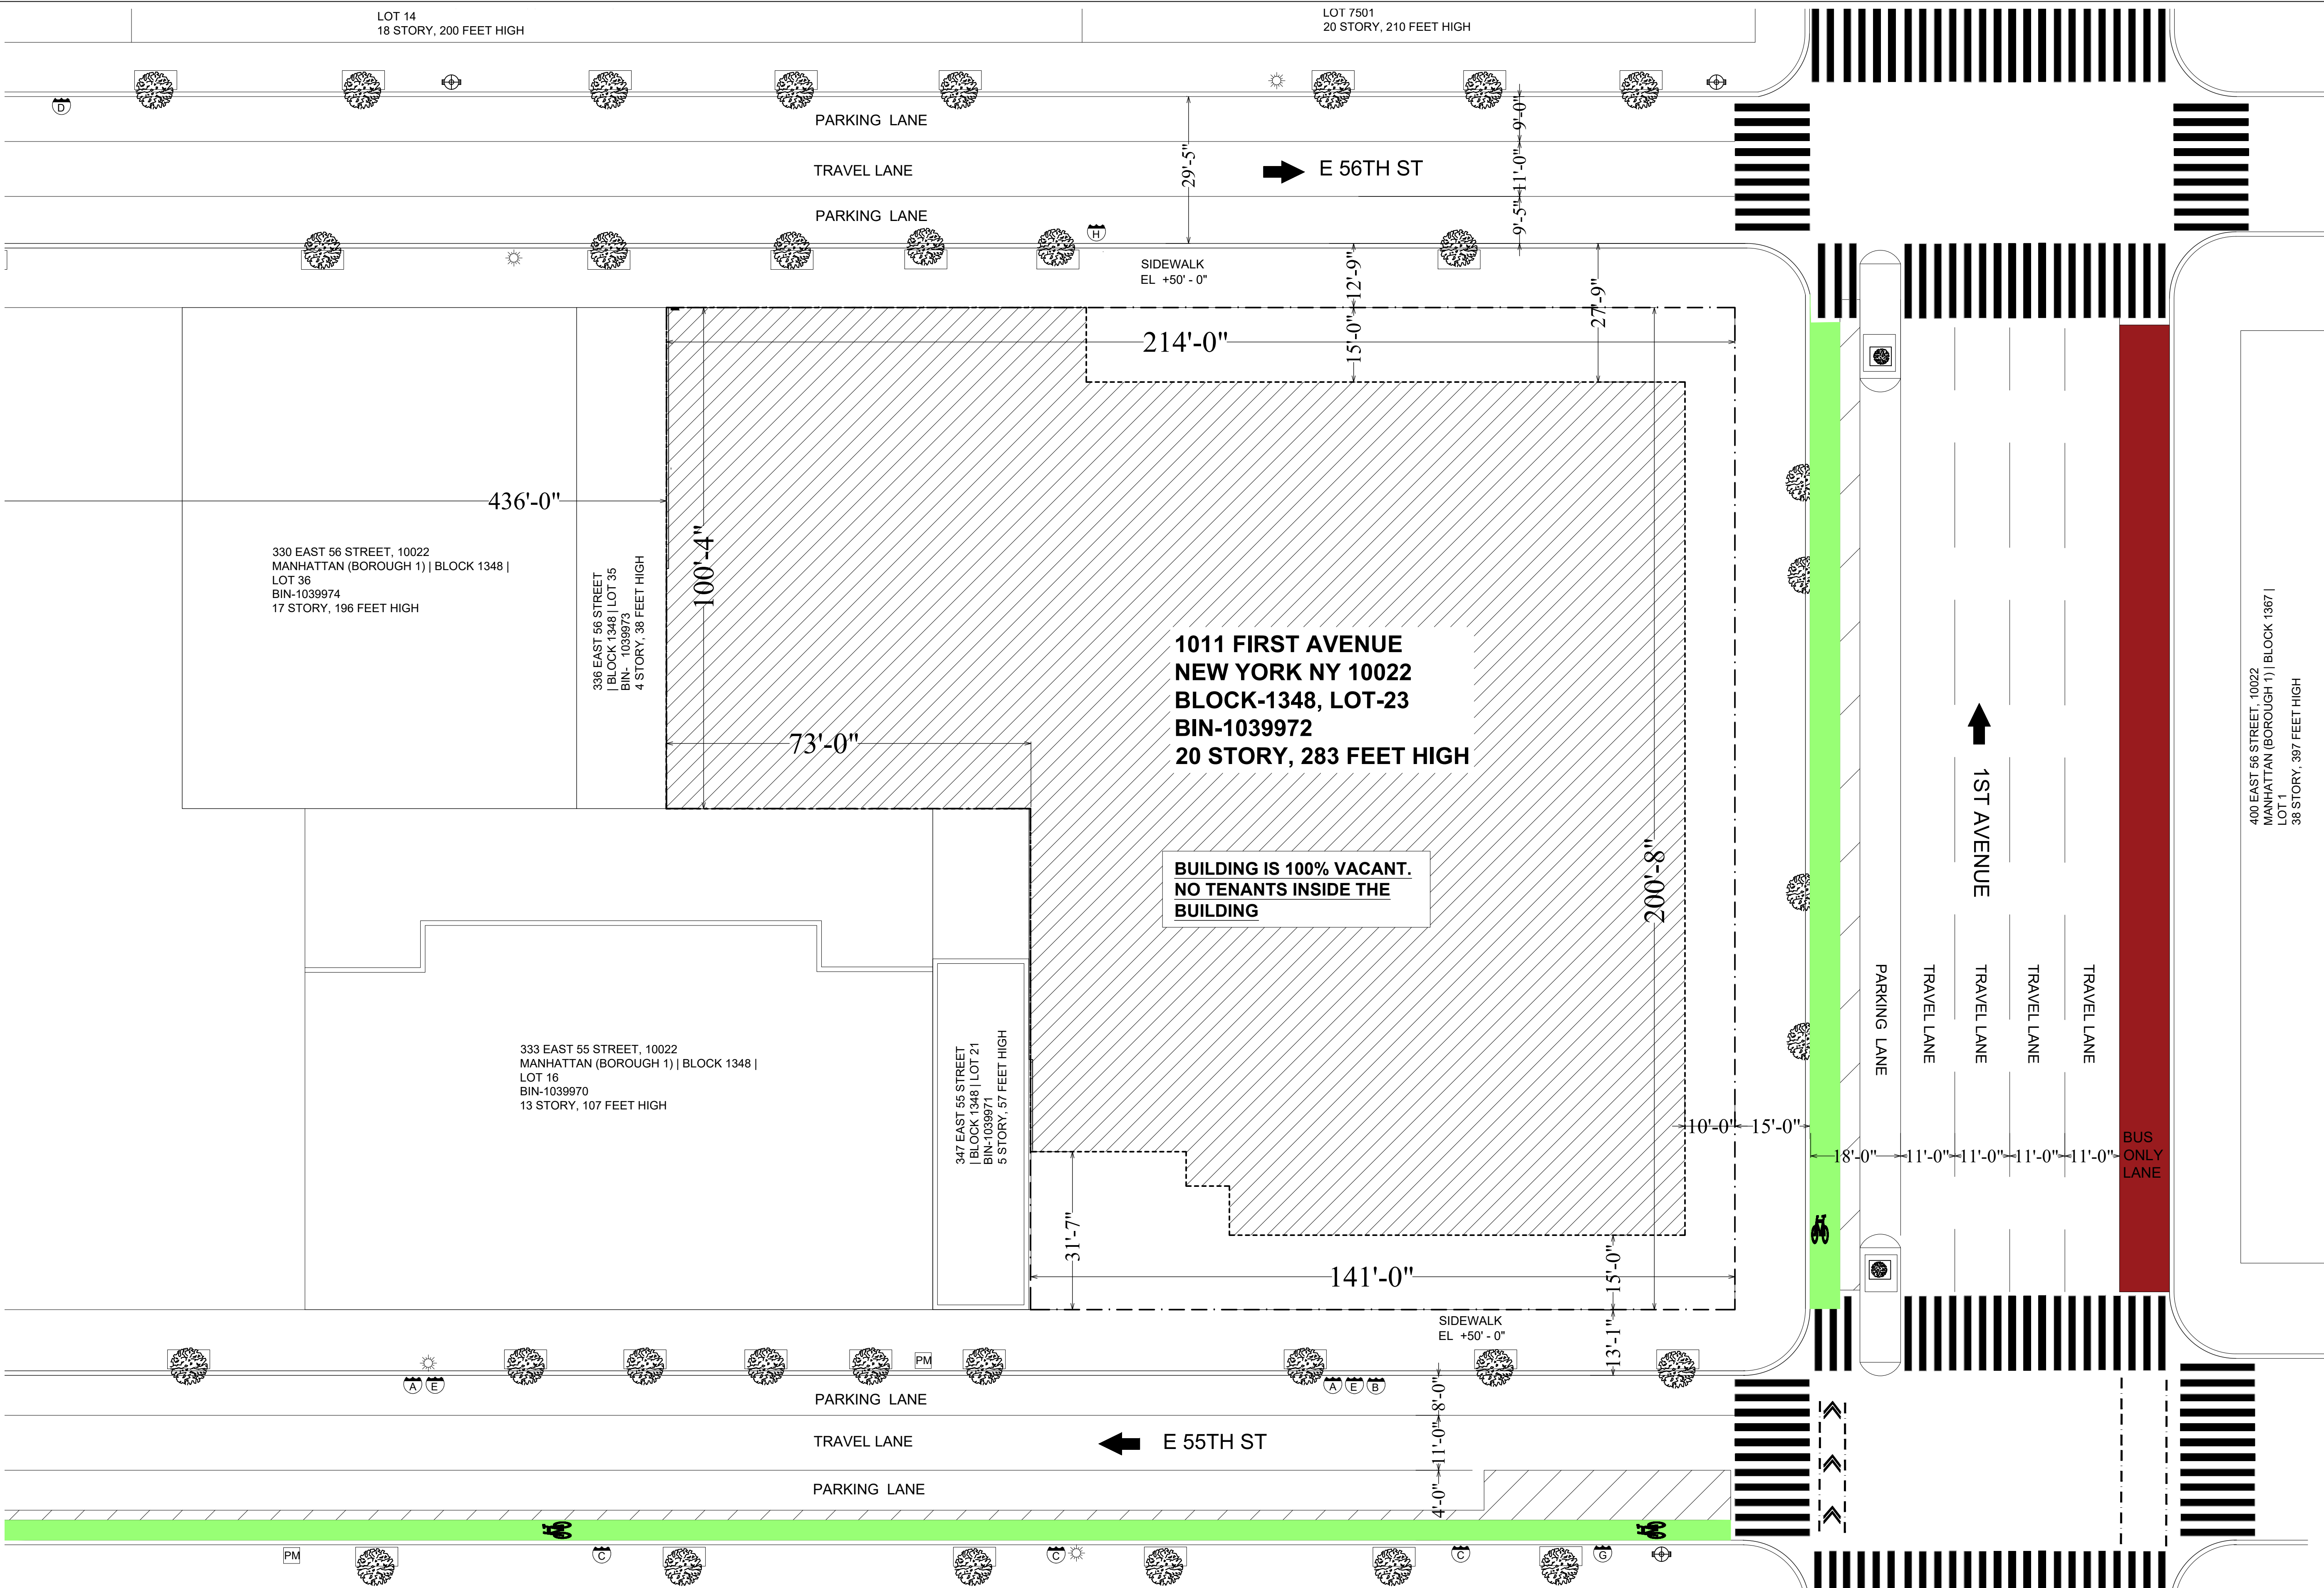 LOT 14
18 STORY, 200 FEET HIGH
LOT 7501
20 STORY, 210 FEET HIGH
D
PARKING LANE
TRAVEL LANE
PARKING LANE
29'-5"
E 56TH ST
9'-0"
11'-0"
9'-5"
H
SIDEWALK
EL +50' - 0"
12'-9"
15'-0"
27'-9"
214'-0"
436'-0"
100'-4"
330 EAST 56 STREET, 10022
MANHATTAN (BOROUGH 1) | BLOCK 1348 |
LOT 36
BIN-1039974
17 STORY, 196 FEET HIGH
336 EAST 56 STREET
| BLOCK 1348 | LOT 35
BIN- 1039973
4 STORY, 38 FEET HIGH
1011 FIRST AVENUE
NEW YORK NY 10022
BLOCK-1348, LOT-23
BIN-1039972
20 STORY, 283 FEET HIGH
73'-0"
BUILDING IS 100% VACANT.
NO TENANTS INSIDE THE
BUILDING
200'-8"
1ST AVENUE
400 EAST 56 STREET, 10022
MANHATTAN (BOROUGH 1) | BLOCK 1367 |
LOT 1
38 STORY, 397 FEET HIGH
PARKING LANE
TRAVEL LANE
TRAVEL LANE
TRAVEL LANE
TRAVEL LANE
333 EAST 55 STREET, 10022
MANHATTAN (BOROUGH 1) | BLOCK 1348 |
LOT 16
BIN-1039970
13 STORY, 107 FEET HIGH
347 EAST 55 STREET
| BLOCK 1348 | LOT 21
BIN-1039971
5 STORY, 57 FEET HIGH
10'-0"
15'-0"
18'-0"
11'-0"
11'-0"
11'-0"
11'-0"
BUS
ONLY
LANE
31'-7"
141'-0"
15'-0"
SIDEWALK
EL +50' - 0"
13'-1"
PM
A
E
A
E
B
PARKING LANE
8'-0"
TRAVEL LANE
E 55TH ST
11'-0"
PARKING LANE
4'-0"
PM
C
C
C
G